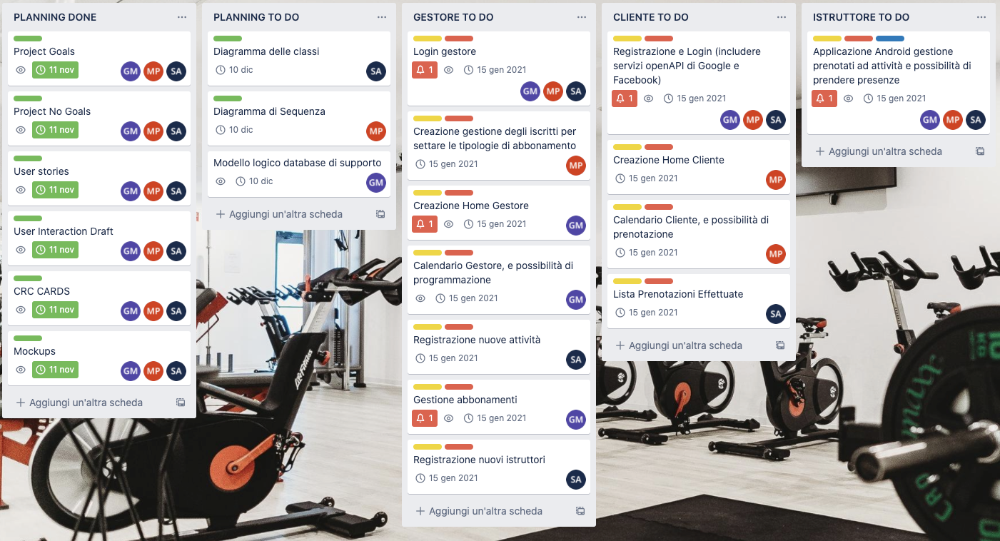 PLANNING DONE
Project Goals
11 nov
GM MP SA
Project No Goals
11 nov
GM MP SA
User stories
11 nov
GM MP SA
User Interaction Draft
11 nov
GM MP SA
CRC CARDS
11 nov
GM MP SA
Mockups
11 nov
GM MP SA
+ Aggiungi un'altra scheda
PLANNING TO DO
Diagramma delle classi
10 dic
SA
Diagramma di Sequenza
10 dic
MP
Modello logico database di supporto
10 dic
GM
+ Aggiungi un'altra scheda
GESTORE TO DO
Login gestore
1 15 gen 2021
GM MP SA
Creazione gestione degli iscritti per
settare le tipologie di abbonamento
15 gen 2021
MP
Creazione Home Gestore
1 15 gen 2021
GM
Calendario Gestore, e possibilità di
programmazione
15 gen 2021
GM
Registrazione nuove attività
15 gen 2021
SA
Gestione abbonamenti
1 15 gen 2021
GM
Registrazione nuovi istruttori
15 gen 2021
SA
+ Aggiungi un'altra scheda
CLIENTE TO DO
Registrazione e Login (includere
servizi openAPI di Google e
Facebook)
1 15 gen 2021
GM MP SA
Creazione Home Cliente
15 gen 2021
MP
Calendario Cliente, e possibilità di
prenotazione
15 gen 2021
MP
Lista Prenotazioni Effettuate
15 gen 2021
SA
+ Aggiungi un'altra scheda
ISTRUTTORE TO DO
Applicazione Android gestione
prenotati ad attività e possibilità di
prendere presenze
1 15 gen 2021
GM MP SA
+ Aggiungi un'altra scheda
LifeFitness